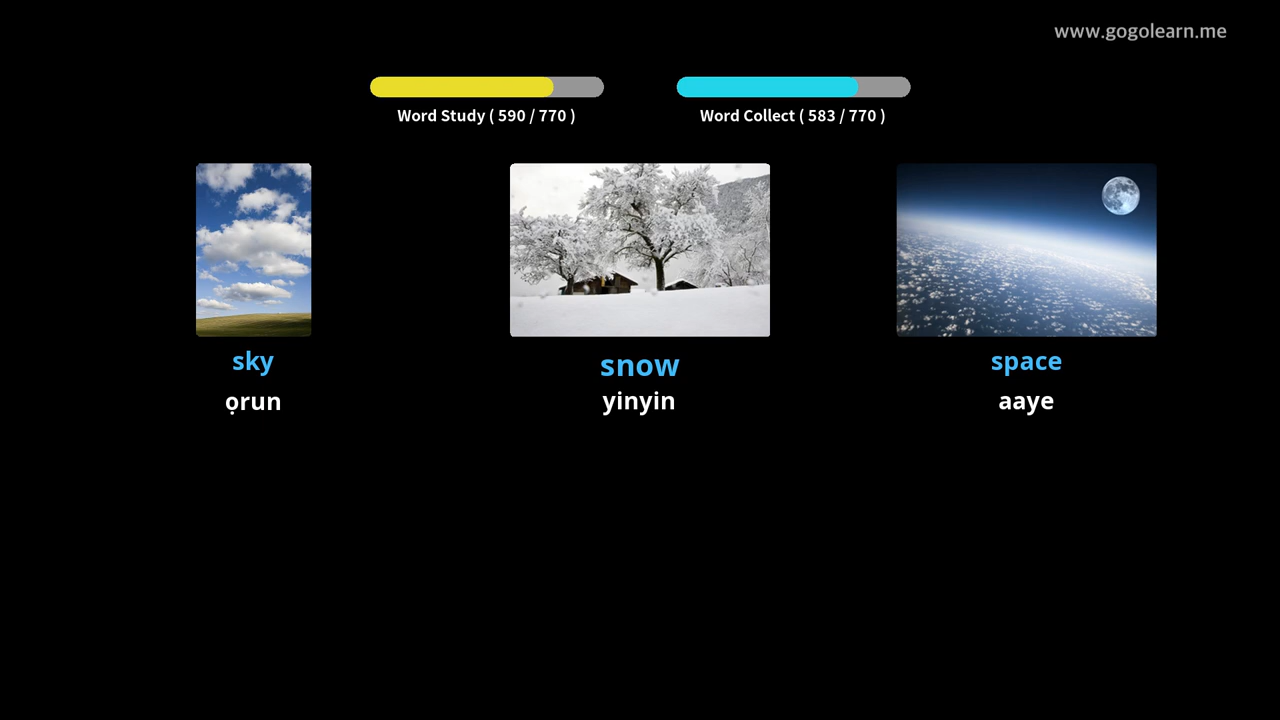 www.gogolearn.me
Word Study ( 590 / 770 )
Word Collect ( 583 / 770 )
sky
ọrun
snow
yinyin
space
aaye